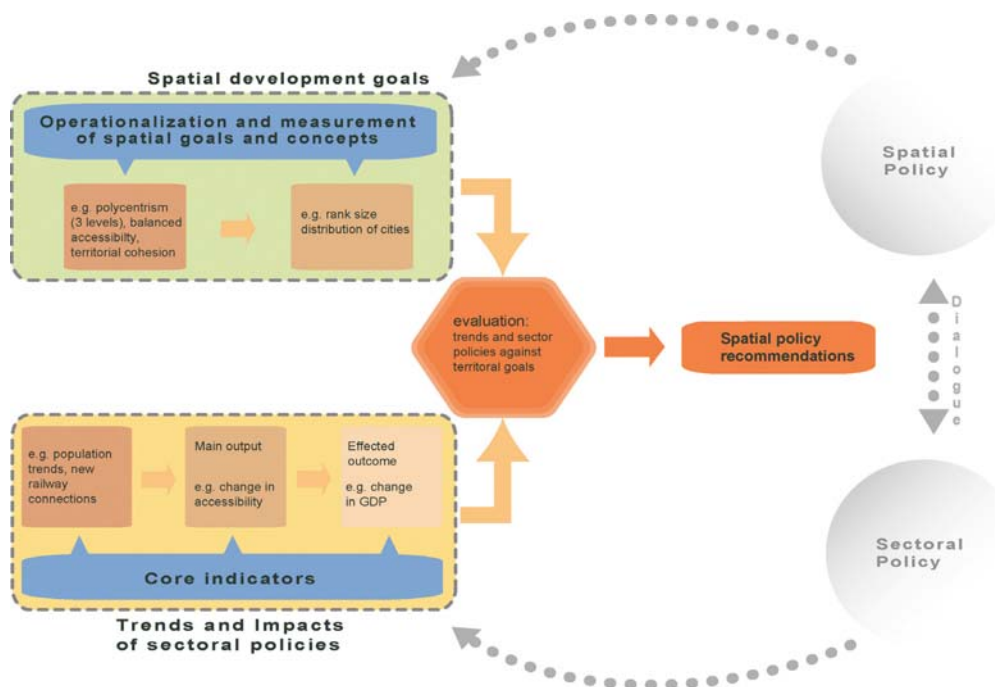 Spatial development goals
Operationalization and measurement
of spatial goals and concepts
e.g. polycentrism
(3 levels), balanced
accessibilty,
territorial cohesion
e.g. rank size
distribution of cities
evaluation:
trends and sector
policies against
territoral goals
Spatial policy
recommendations
Spatial
Policy
Dialogue
Sectoral
Policy
e.g. population
trends, new
railway
connections
Main output
e.g. change in
accessibility
Effected
outcome
e.g. change
in GDP
Core indicators
Trends and Impacts
of sectoral policies